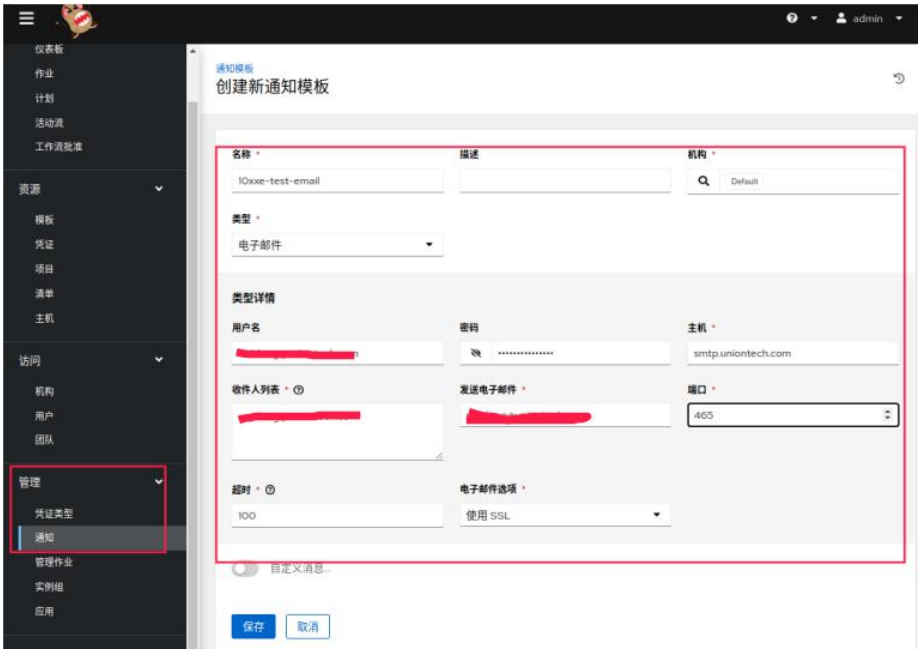 admin
仪表板
作业
计划
活动流
工作流批准
资源
模板
凭证
项目
清单
主机
访问
机构
用户
团队
管理
凭证类型
通知
管理作业
实例组
应用
通知模板
创建新通知模板
名称 * 描述 机构 *
10xxe-test-email Default
类型 *
电子邮件
类型详情
用户名 密码 主机 *
smtp.uniontech.com
收件人列表 * 发送电子邮件 * 端口 *
465
超时 * 电子邮件选项 *
100 使用 SSL
自定义消息...
保存 取消